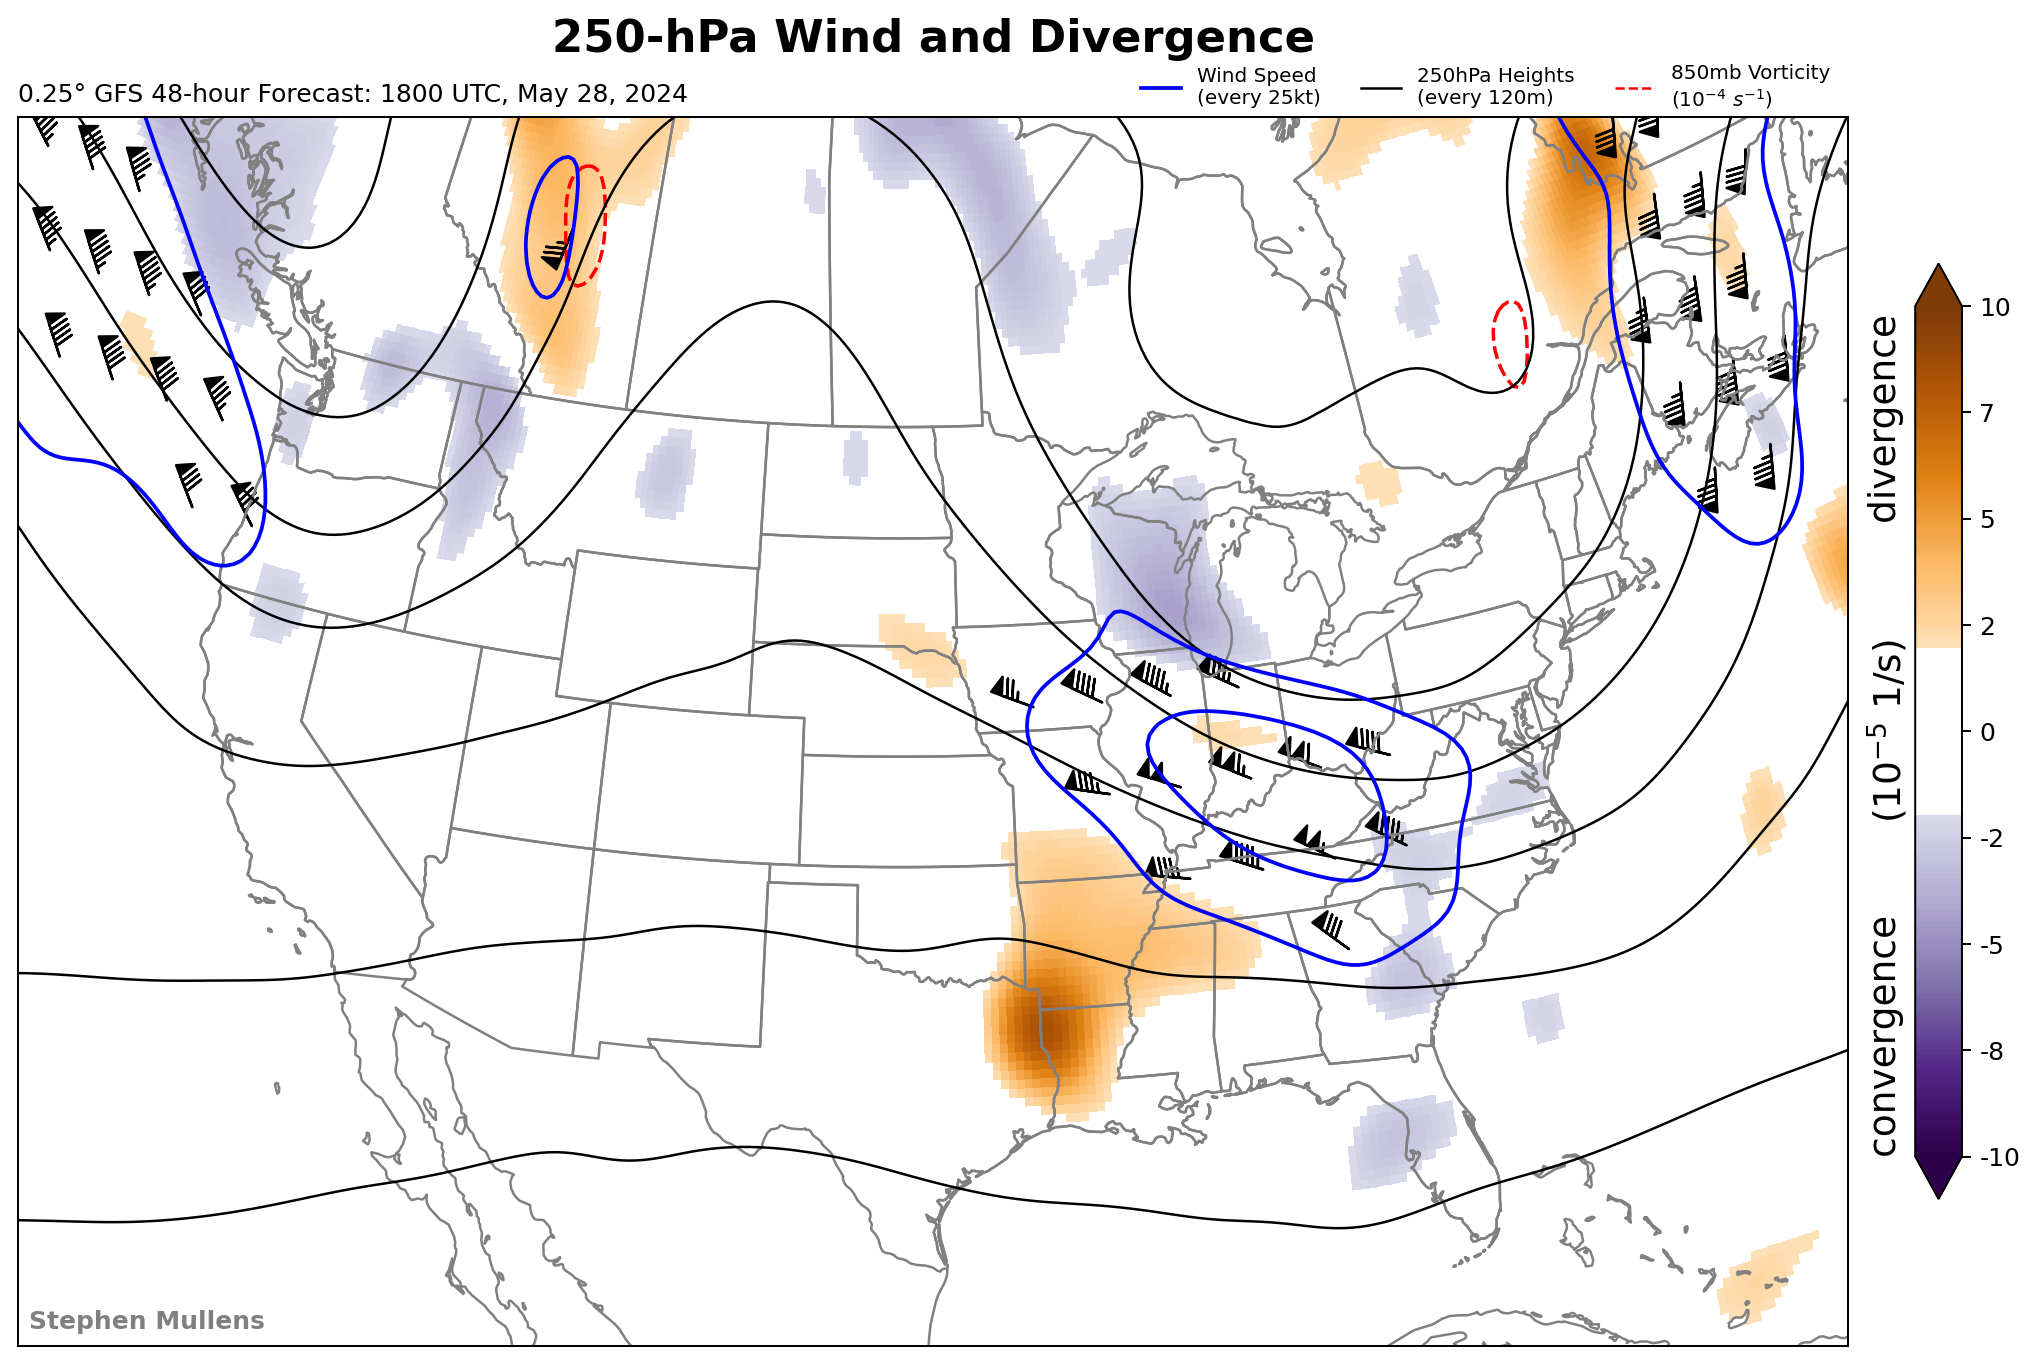 250-hPa Wind and Divergence
0.25° GFS 48-hour Forecast: 1800 UTC, May 28, 2024
Wind Speed
(every 25kt)
250hPa Heights
(every 120m)
850mb Vorticity
(10⁻⁴ s⁻¹)
10
7
5
2
0
-2
-5
-8
-10
convergence (10⁻⁵ 1/s) divergence
Stephen Mullens